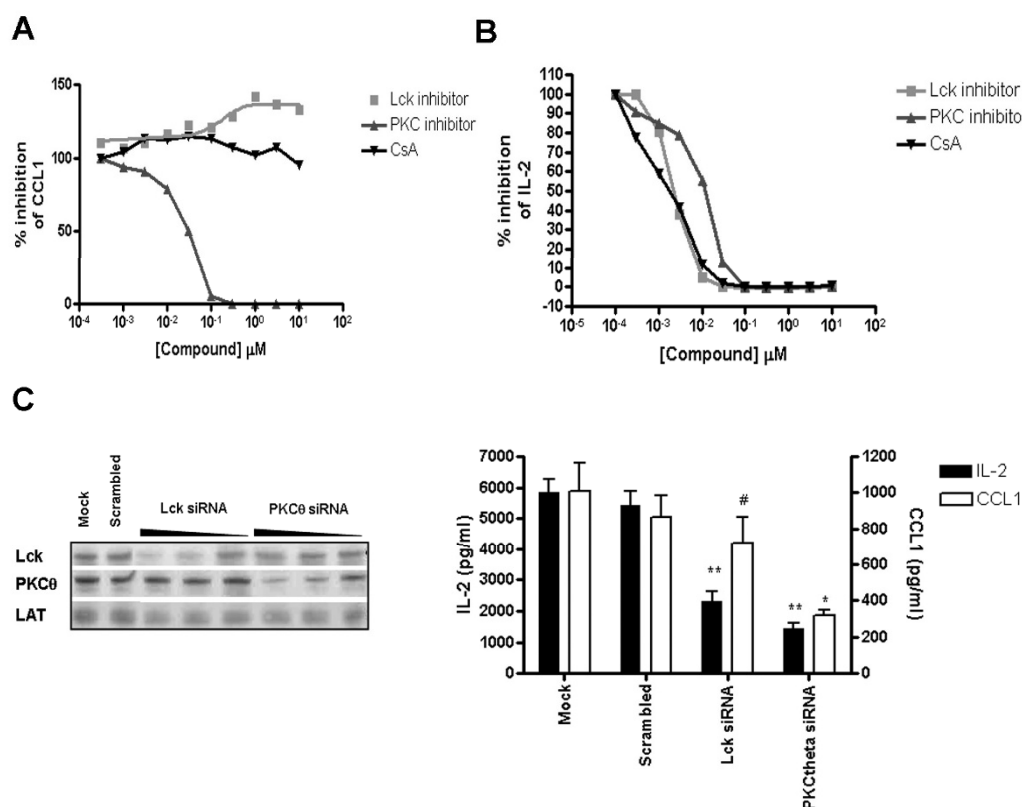 A
150
100
50
0
% inhibition
of CCL1
10⁻⁴ 10⁻³ 10⁻² 10⁻¹ 10⁰ 10¹ 10²
[Compound] μM
Lck inhibitor
PKC inhibitor
CsA
B
110
100
90
80
70
60
50
40
30
20
10
0
-10
% inhibition
of IL-2
10⁻⁵ 10⁻⁴ 10⁻³ 10⁻² 10⁻¹ 10⁰ 10¹ 10²
[Compound] μM
Lck inhibitor
PKC inhibito
CsA
C
Mock
Scrambled
Lck siRNA
PKCθ siRNA
Lck
PKCθ
LAT
7000
6000
5000
4000
3000
2000
1000
0
IL-2 (pg/ml)
** #
** *
1200
1000
800
600
400
200
0
CCL1 (pg/ml)
Mock
Scrambled
Lck siRNA
PKCtheta siRNA
IL-2
CCL1